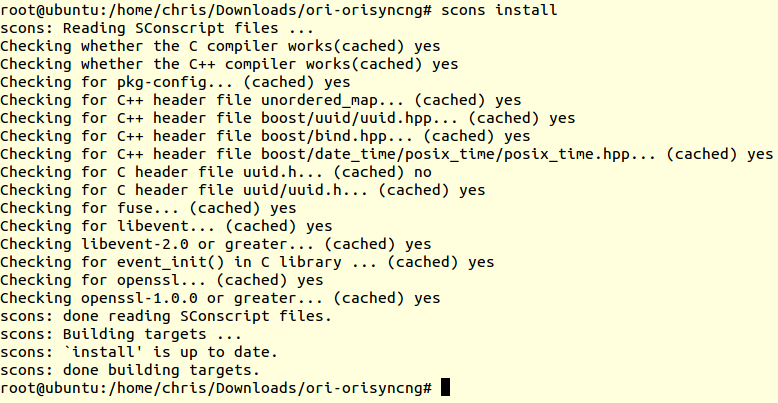 root@ubuntu:/home/chris/Downloads/ori-orisyncng# scons install
scons: Reading SConscript files ...
Checking whether the C compiler works(cached) yes
Checking whether the C++ compiler works(cached) yes
Checking for pkg-config... (cached) yes
Checking for C++ header file unordered_map... (cached) yes
Checking for C++ header file boost/uuid/uuid.hpp... (cached) yes
Checking for C++ header file boost/bind.hpp... (cached) yes
Checking for C++ header file boost/date_time/posix_time/posix_time.hpp... (cached) yes
Checking for C header file uuid.h... (cached) no
Checking for C header file uuid/uuid.h... (cached) yes
Checking for fuse... (cached) yes
Checking for libevent... (cached) yes
Checking libevent-2.0 or greater... (cached) yes
Checking for event_init() in C library ... (cached) yes
Checking for openssl... (cached) yes
Checking openssl-1.0.0 or greater... (cached) yes
scons: done reading SConscript files.
scons: Building targets ...
scons: `install' is up to date.
scons: done building targets.
root@ubuntu:/home/chris/Downloads/ori-orisyncng#